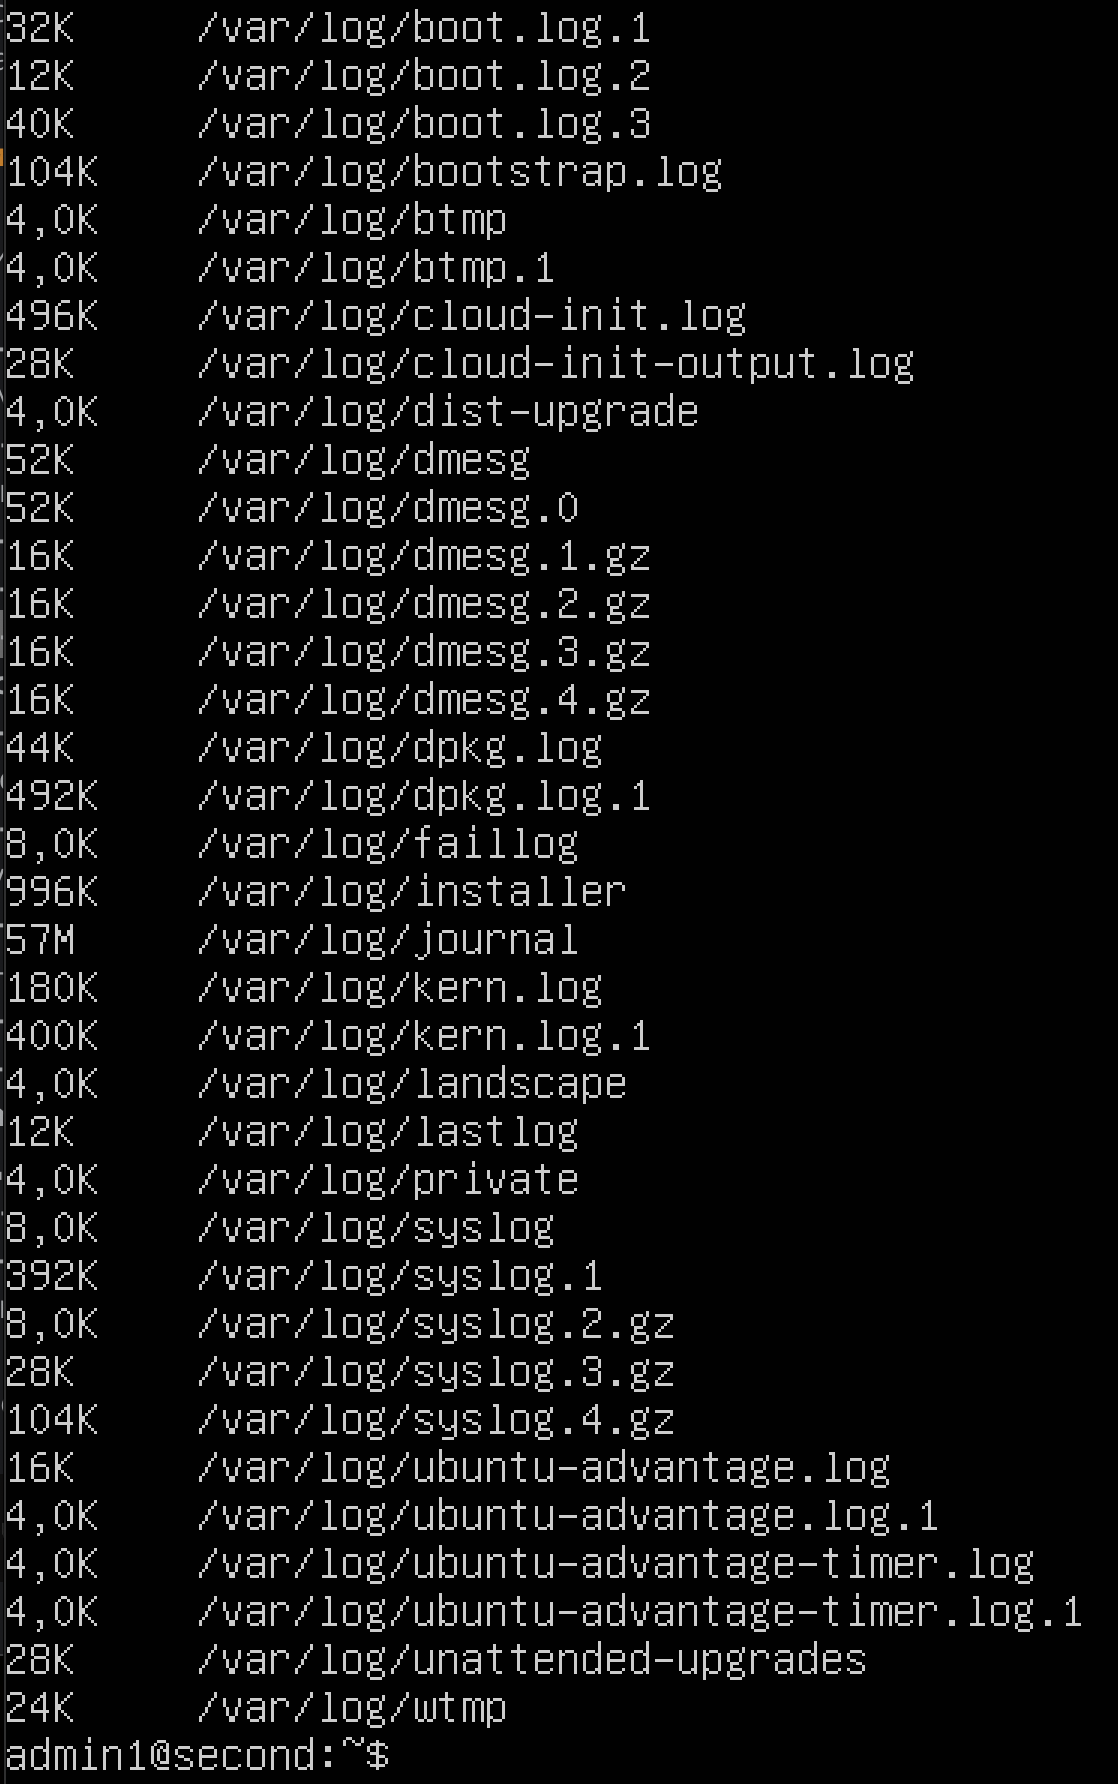 32K /var/log/boot.log.1
12K /var/log/boot.log.2
40K /var/log/boot.log.3
104K /var/log/bootstrap.log
4,0K /var/log/btmp
4,0K /var/log/btmp.1
496K /var/log/cloud-init.log
28K /var/log/cloud-init-output.log
4,0K /var/log/dist-upgrade
52K /var/log/dmesg
52K /var/log/dmesg.0
16K /var/log/dmesg.1.gz
16K /var/log/dmesg.2.gz
16K /var/log/dmesg.3.gz
16K /var/log/dmesg.4.gz
44K /var/log/dpkg.log
492K /var/log/dpkg.log.1
8,0K /var/log/faillog
996K /var/log/installer
57M /var/log/journal
180K /var/log/kern.log
400K /var/log/kern.log.1
4,0K /var/log/landscape
12K /var/log/lastlog
4,0K /var/log/private
8,0K /var/log/syslog
392K /var/log/syslog.1
8,0K /var/log/syslog.2.gz
28K /var/log/syslog.3.gz
104K /var/log/syslog.4.gz
16K /var/log/ubuntu-advantage.log
4,0K /var/log/ubuntu-advantage.log.1
4,0K /var/log/ubuntu-advantage-timer.log
4,0K /var/log/ubuntu-advantage-timer.log.1
28K /var/log/unattended-upgrades
24K /var/log/wtmp
admin1@second:~$